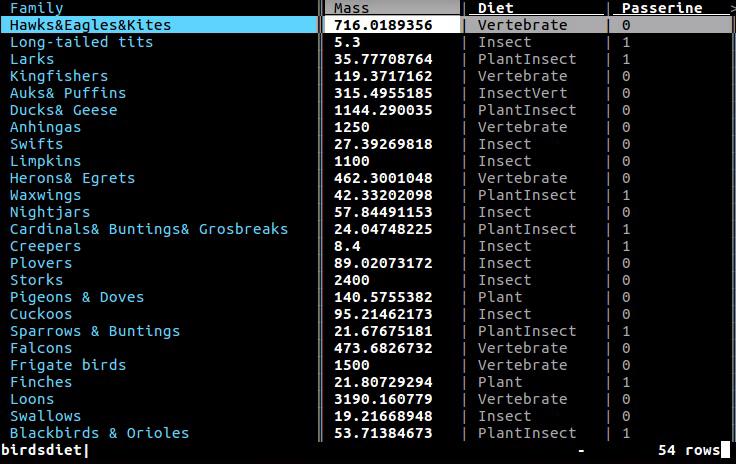 Family || Mass | Diet | Passerine >
Hawks&Eagles&Kites || 716.0189356 | Vertebrate | 0
Long-tailed tits || 5.3 | Insect | 1
Larks || 35.77708764 | PlantInsect | 1
Kingfishers || 119.3717162 | Vertebrate | 0
Auks& Puffins || 315.4955185 | InsectVert | 0
Ducks& Geese || 1144.290035 | PlantInsect | 0
Anhingas || 1250 | Vertebrate | 0
Swifts || 27.39269818 | Insect | 0
Limpkins || 1100 | Insect | 0
Herons& Egrets || 462.3001048 | Vertebrate | 0
Waxwings || 42.33202098 | PlantInsect | 1
Nightjars || 57.84491153 | Insect | 0
Cardinals& Buntings& Grosbreaks || 24.04748225 | PlantInsect | 1
Creepers || 8.4 | Insect | 1
Plovers || 89.02073172 | Insect | 0
Storks || 2400 | Insect | 0
Pigeons & Doves || 140.5755382 | Plant | 0
Cuckoos || 95.21462173 | Insect | 0
Sparrows & Buntings || 21.67675181 | PlantInsect | 1
Falcons || 473.6826732 | Vertebrate | 0
Frigate birds || 1500 | Vertebrate | 0
Finches || 21.80729294 | Plant | 1
Loons || 3190.160779 | Vertebrate | 0
Swallows || 19.21668948 | Insect | 0
Blackbirds & Orioles || 53.71384673 | PlantInsect | 1
birdsdiet| - 54 rows